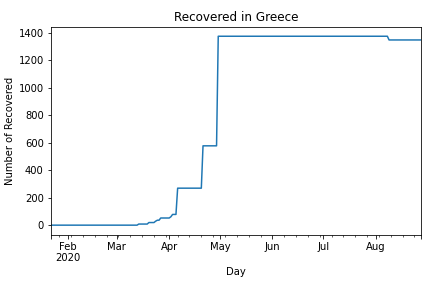 Recovered in Greece
Number of Recovered
1400
1200
1000
800
600
400
200
0
Feb
2020
Mar
Apr
May
Jun
Jul
Aug
Day